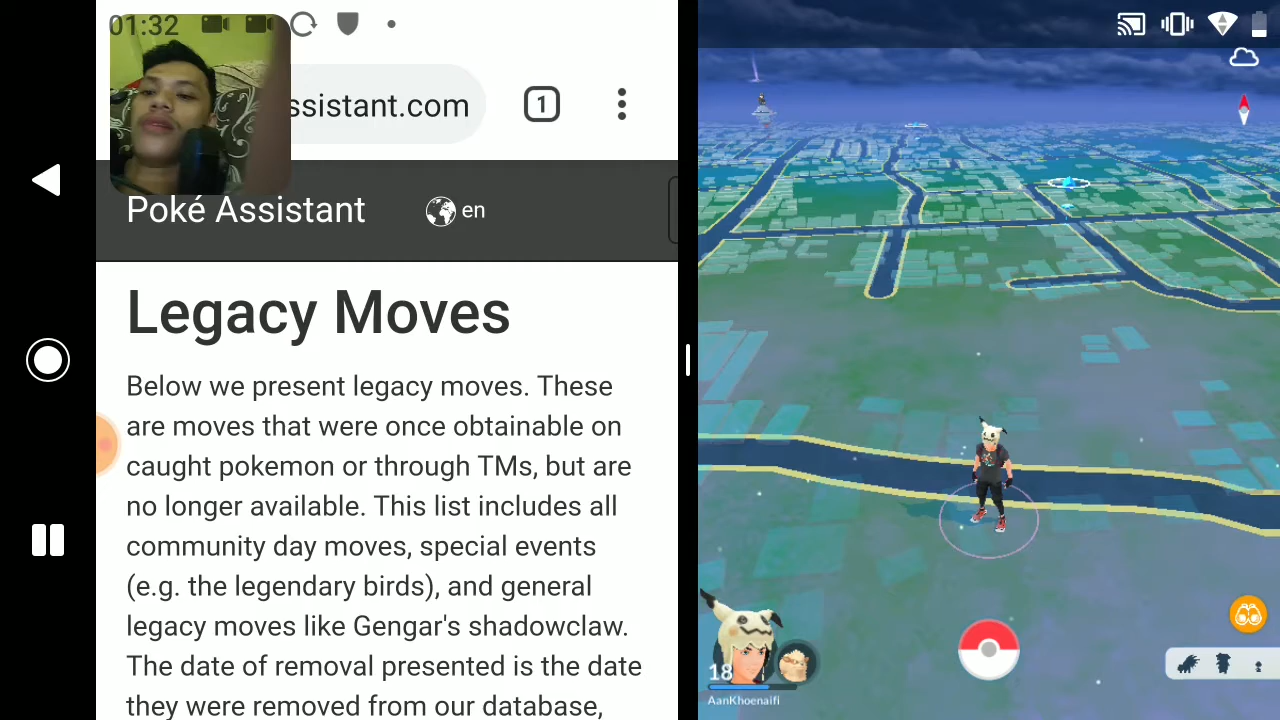 01:32
ssistant.com
1
Poké Assistant
en
Legacy Moves
Below we present legacy moves. These
are moves that were once obtainable on
caught pokemon or through TMs, but are
no longer available. This list includes all
community day moves, special events
(e.g. the legendary birds), and general
legacy moves like Gengar's shadowclaw.
The date of removal presented is the date
they were removed from our database,
18
AanKhoenaifi